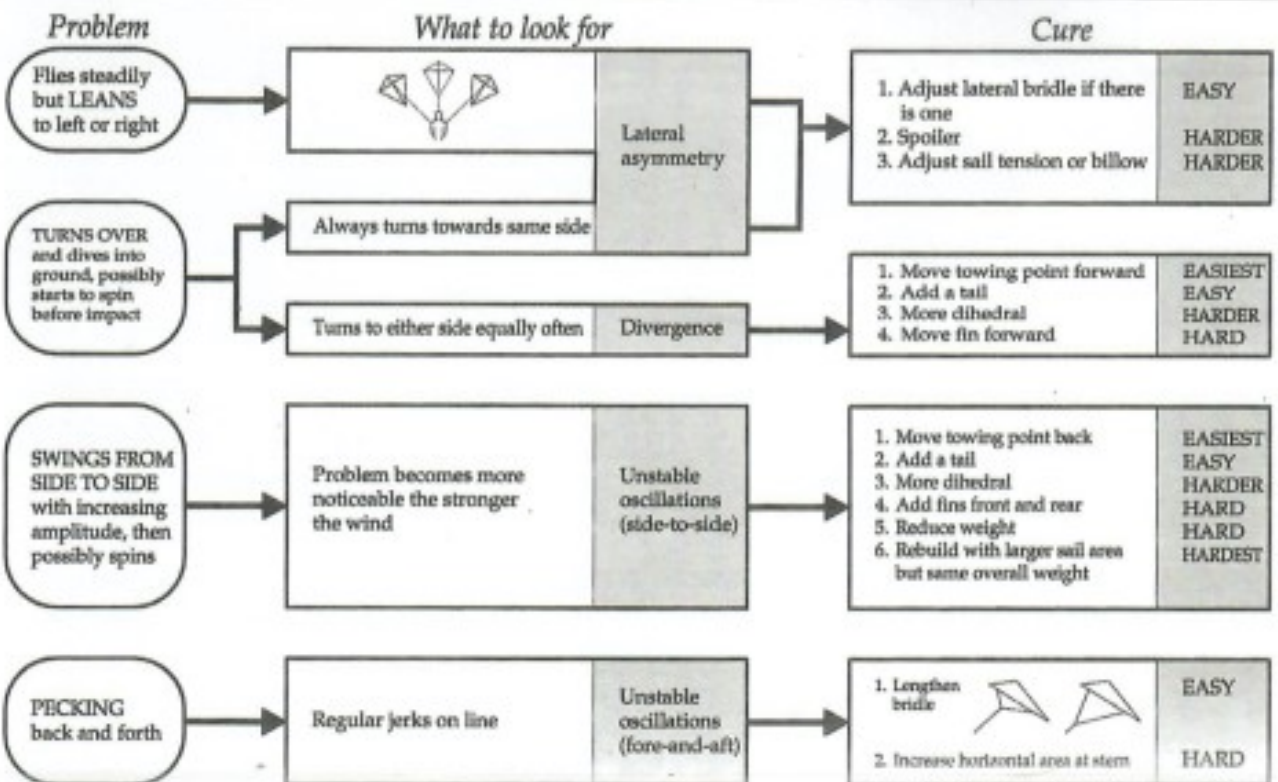 Problem
What to look for
Cure
Flies steadily
but LEANS
to left or right
Lateral
asymmetry
1. Adjust lateral bridle if there
is one
EASY
2. Spoiler
HARDER
3. Adjust sail tension or billow
HARDER
TURNS OVER
and dives into
ground, possibly
starts to spin
before impact
Always turns towards same side
Turns to either side equally often
Divergence
1. Move towing point forward
EASIEST
2. Add a tail
EASY
3. More dihedral
HARDER
4. Move fin forward
HARD
SWINGS FROM
SIDE TO SIDE
with increasing
amplitude, then
possibly spins
Problem becomes more
noticeable the stronger
the wind
Unstable
oscillations
(side-to-side)
1. Move towing point back
EASIEST
2. Add a tail
EASY
3. More dihedral
HARDER
4. Add fins front and rear
HARD
5. Reduce weight
HARD
6. Rebuild with larger sail area
but same overall weight
HARDEST
PECKING
back and forth
Regular jerks on line
Unstable
oscillations
(fore-and-aft)
1. Lengthen
bridle
EASY
2. Increase horizontal area at stern
HARD